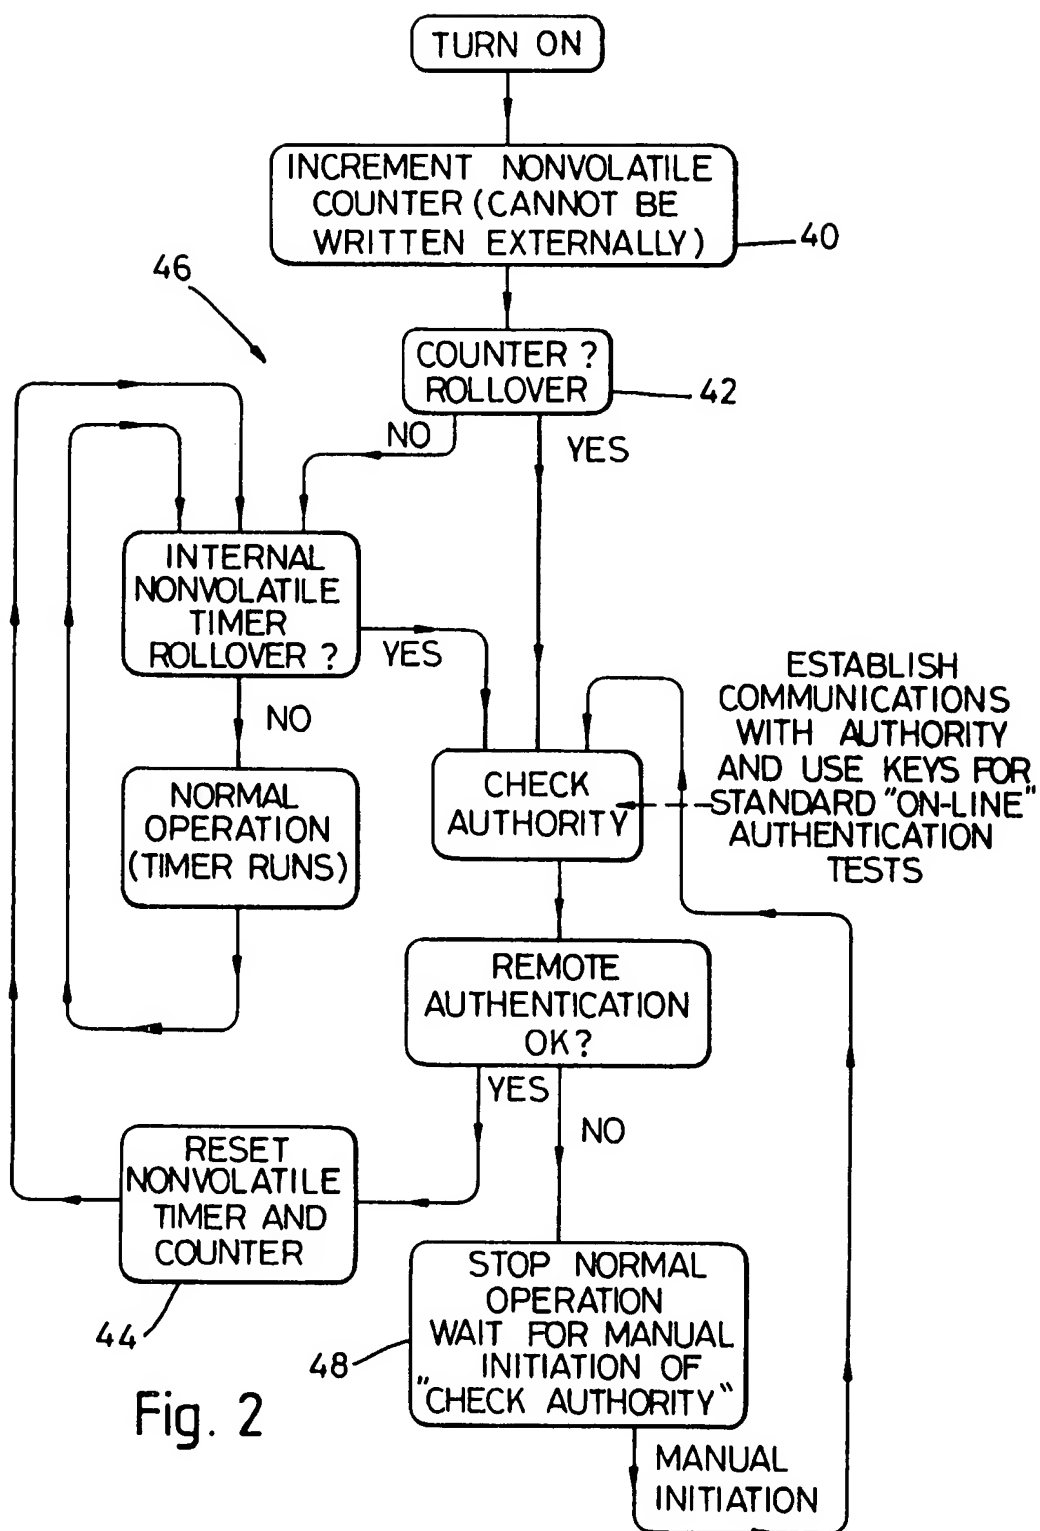 TURN ON
INCREMENT NONVOLATILE
COUNTER (CANNOT BE
WRITTEN EXTERNALLY)
40
46
COUNTER ?
ROLLOVER
42
NO
YES
INTERNAL
NONVOLATILE
TIMER
ROLLOVER ?
YES
NO
NORMAL
OPERATION
(TIMER RUNS)
CHECK
AUTHORITY
ESTABLISH
COMMUNICATIONS
WITH AUTHORITY
AND USE KEYS FOR
STANDARD "ON-LINE"
AUTHENTICATION
TESTS
REMOTE
AUTHENTICATION
OK?
YES
NO
RESET
NONVOLATILE
TIMER AND
COUNTER
44
STOP NORMAL
OPERATION
WAIT FOR MANUAL
INITIATION OF
"CHECK AUTHORITY"
48
MANUAL
INITIATION
Fig. 2